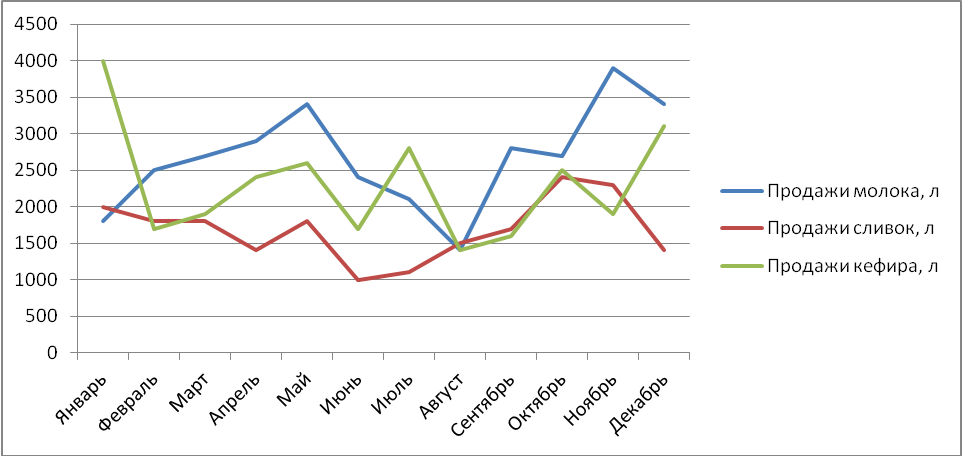 4500
4000
3500
3000
2500
2000
1500
1000
500
0
Январь
Февраль
Март
Апрель
Май
Июнь
Июль
Август
Сентябрь
Октябрь
Ноябрь
Декабрь
Продажи молока, л
Продажи сливок, л
Продажи кефира, л